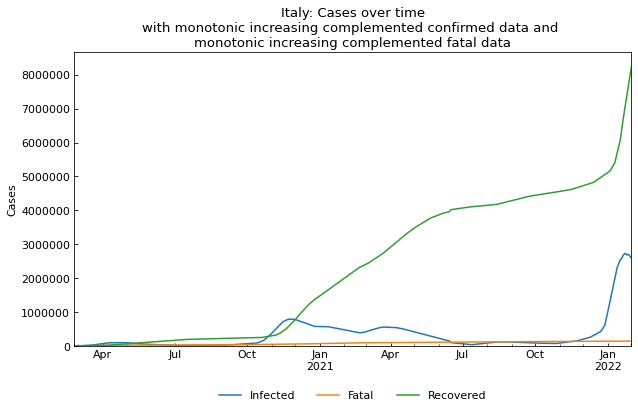 Italy: Cases over time
with monotonic increasing complemented confirmed data and
monotonic increasing complemented fatal data
8000000
7000000
6000000
5000000
4000000
3000000
2000000
1000000
0
Cases
Apr Jul Oct Jan Apr Jul Oct Jan
2021 2022
Infected Fatal Recovered